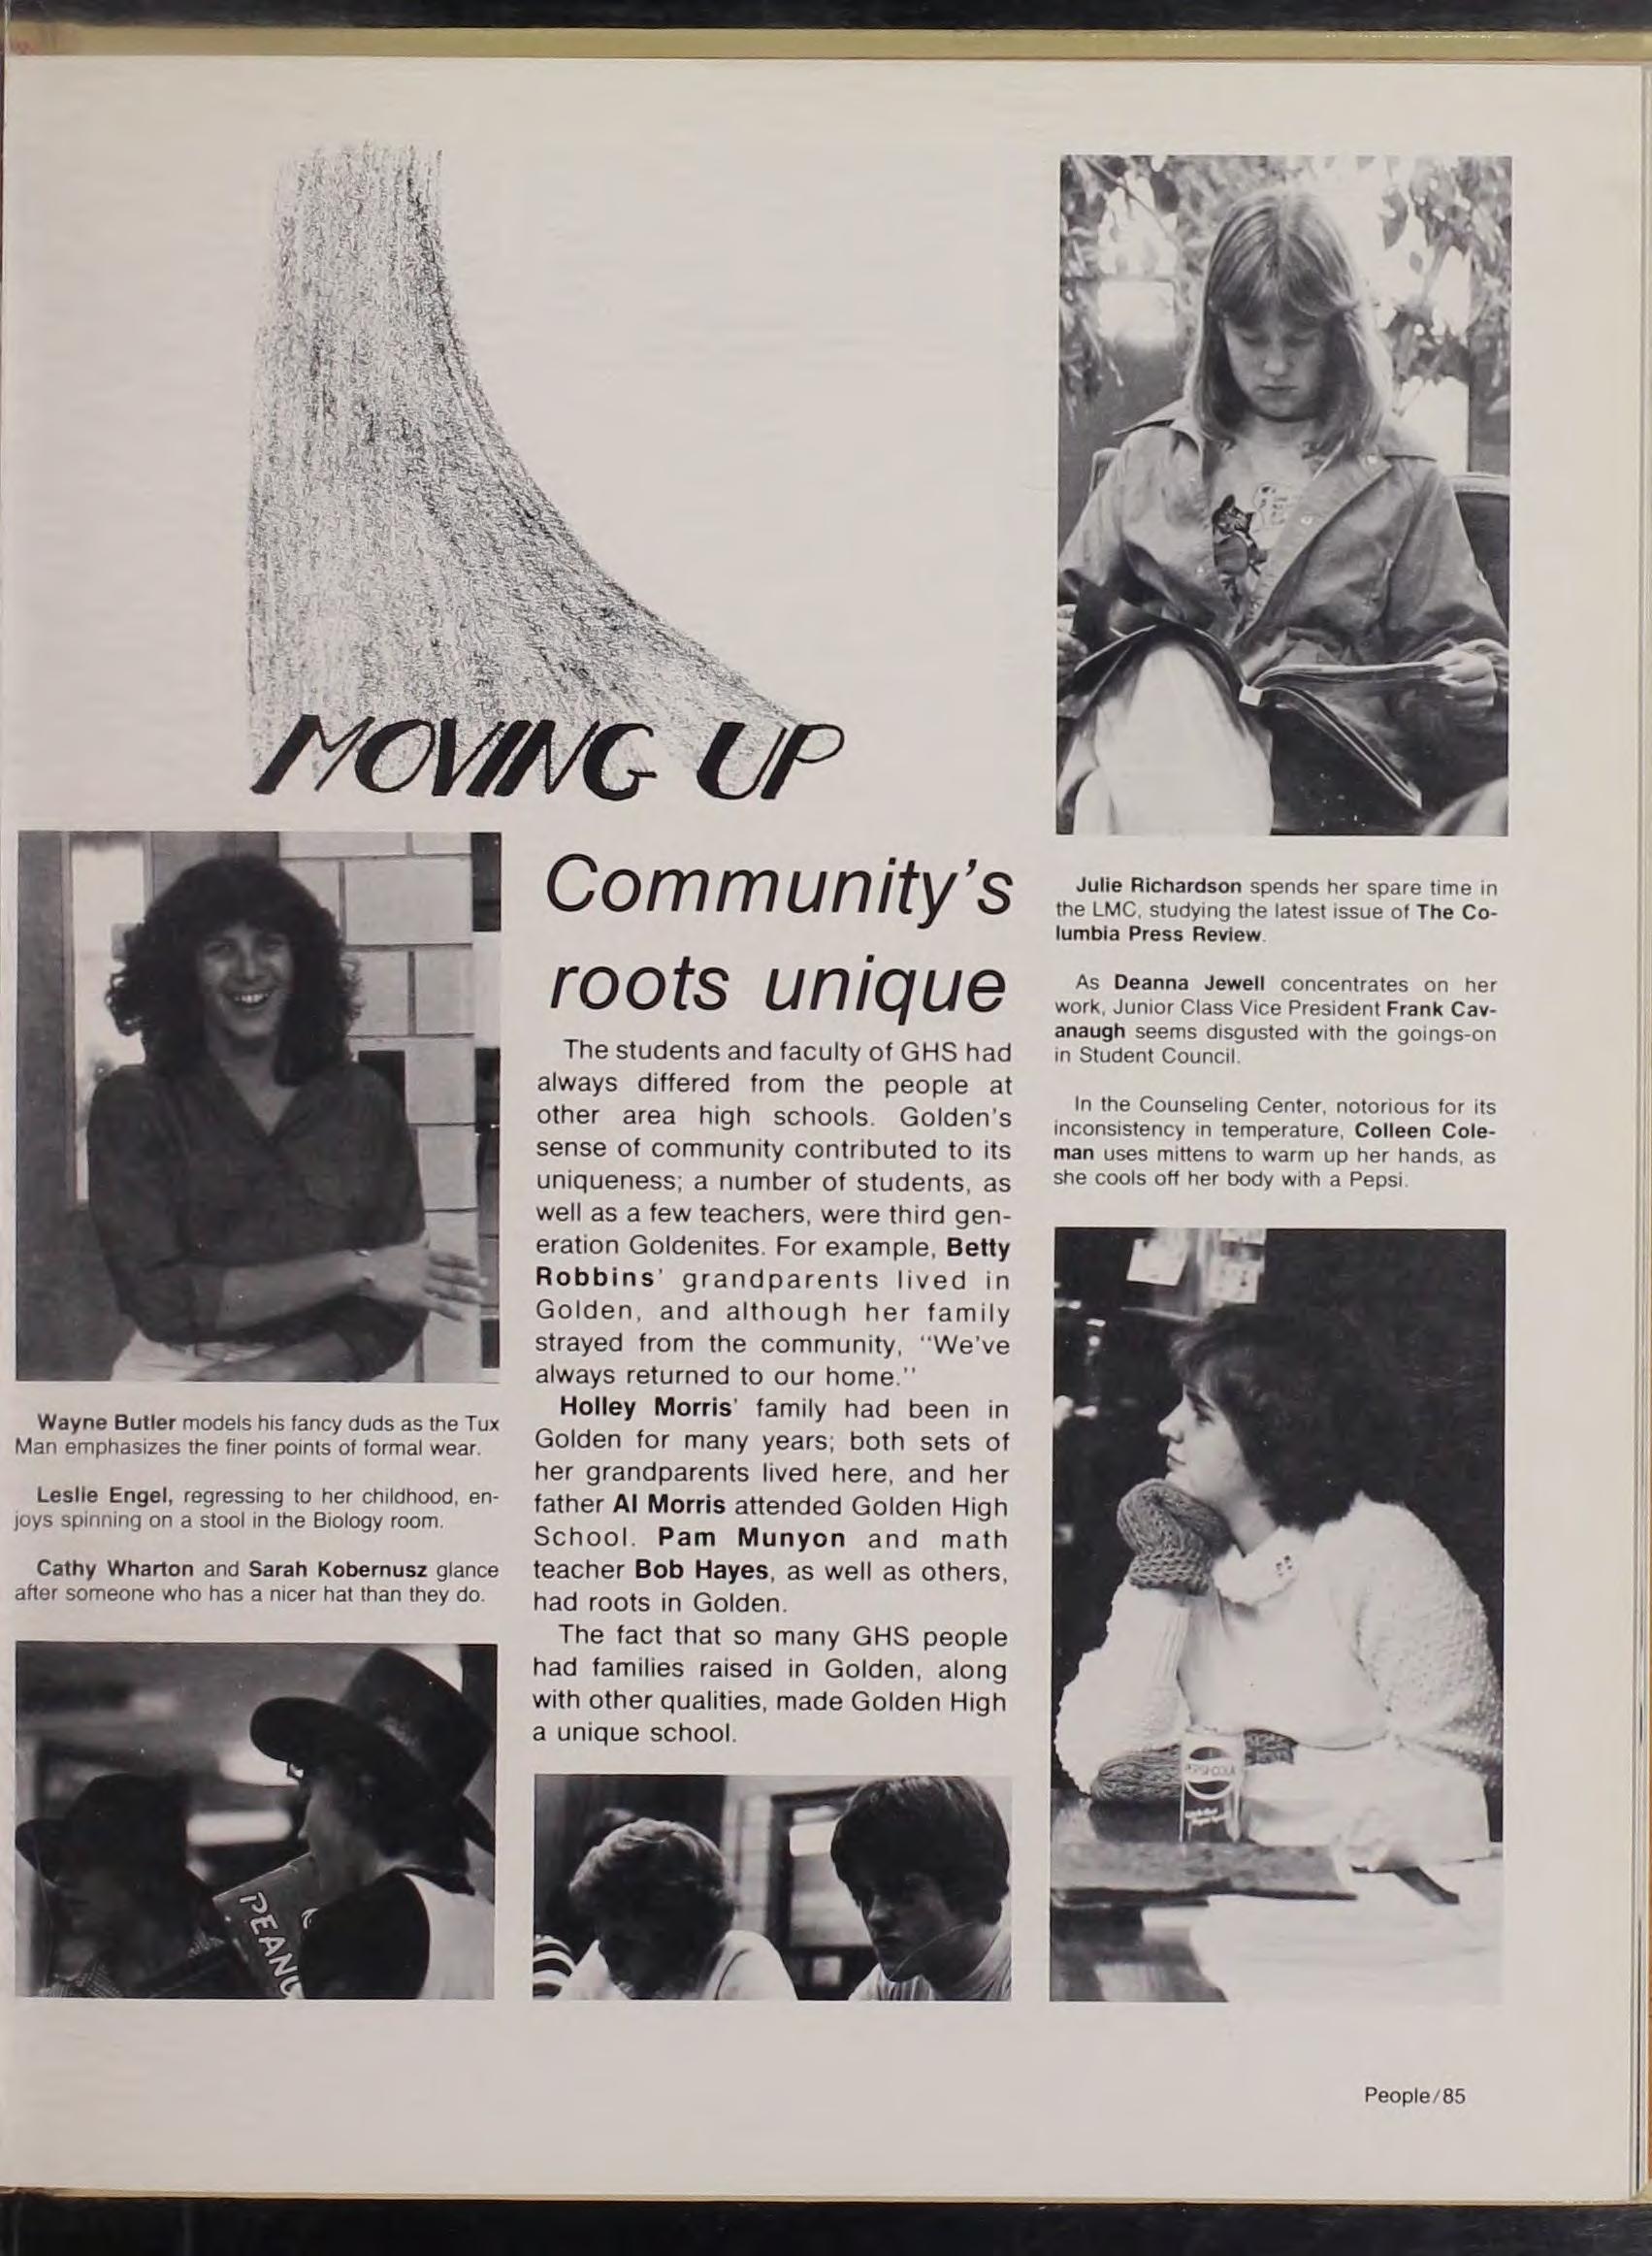 MOVING UP
Community's
roots unique
The students and faculty of GHS had
always differed from the people at
other area high schools. Golden's
sense of community contributed to its
uniqueness; a number of students, as
well as a few teachers, were third gen-
eration Goldenites. For example, Betty
Robbins' grandparents lived in
Golden, and although her family
strayed from the community, "We've
always returned to our home."
Holley Morris' family had been in
Golden for many years; both sets of
her grandparents lived here, and her
father Al Morris attended Golden High
School. Pam Munyon and math
teacher Bob Hayes, as well as others,
had roots in Golden.
The fact that so many GHS people
had families raised in Golden, along
with other qualities, made Golden High
a unique school.
Wayne Butler models his fancy duds as the Tux
Man emphasizes the finer points of formal wear.
Leslie Engel, regressing to her childhood, en-
joys spinning on a stool in the Biology room.
Cathy Wharton and Sarah Kobernusz glance
after someone who has a nicer hat than they do.
PEANU
Julie Richardson spends her spare time in
the LMC, studying the latest issue of The Co-
lumbia Press Review.
As Deanna Jewell concentrates on her
work, Junior Class Vice President Frank Cav-
anaugh seems disgusted with the goings-on
in Student Council.
In the Counseling Center, notorious for its
inconsistency in temperature, Colleen Cole-
man uses mittens to warm up her hands, as
she cools off her body with a Pepsi.
PEPSI-COLA
People/85